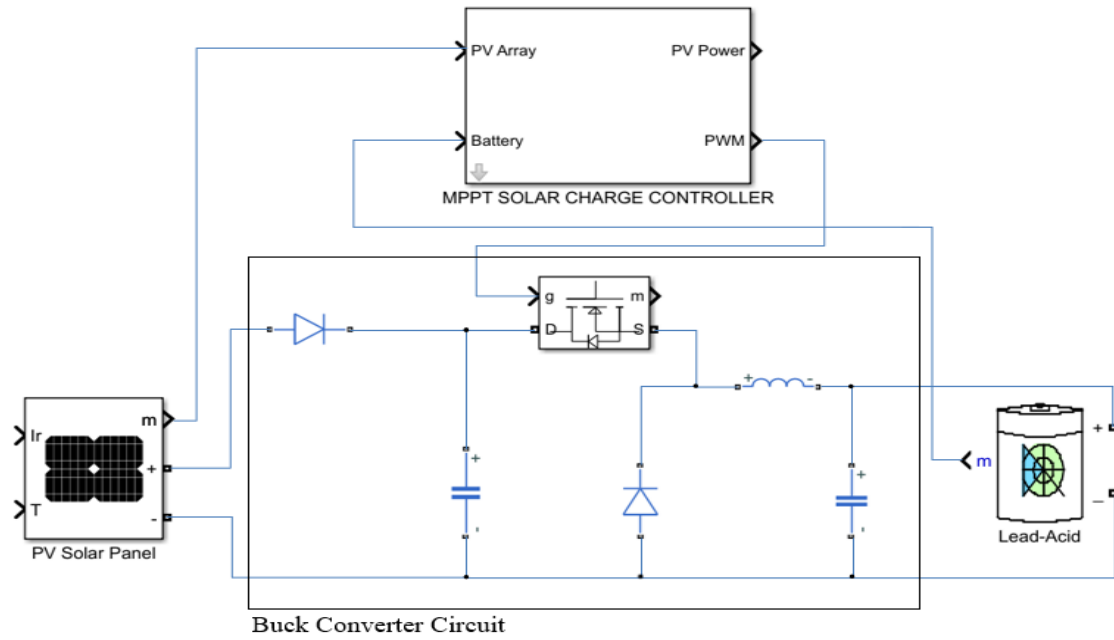 PV Array
PV Power
Battery
PWM
MPPT SOLAR CHARGE CONTROLLER
g
m
D
S
+
-
m
Ir
+
T
-
PV Solar Panel
+
-
+
-
+
m
_
Lead-Acid
Buck Converter Circuit